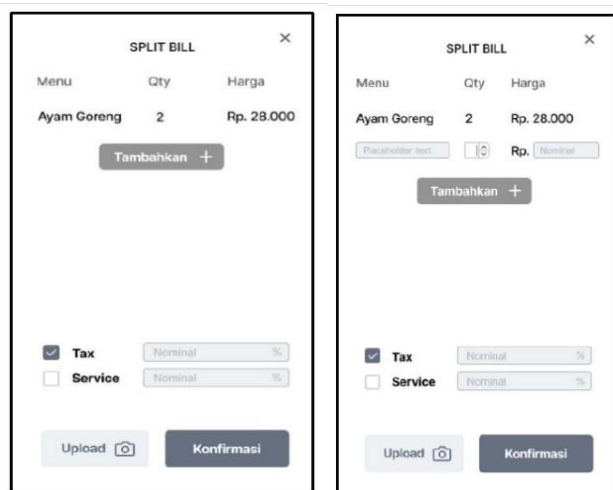 SPLIT BILL ×
Menu Qty Harga
Ayam Goreng 2 Rp. 28.000
Tambahkan +
Tax Nominal %
Service Nominal %
Upload Konfirmasi
SPLIT BILL ×
Menu Qty Harga
Ayam Goreng 2 Rp. 28.000
Placeholder text Rp. Nominal
Tambahkan +
Tax Nominal %
Service Nominal %
Upload Konfirmasi